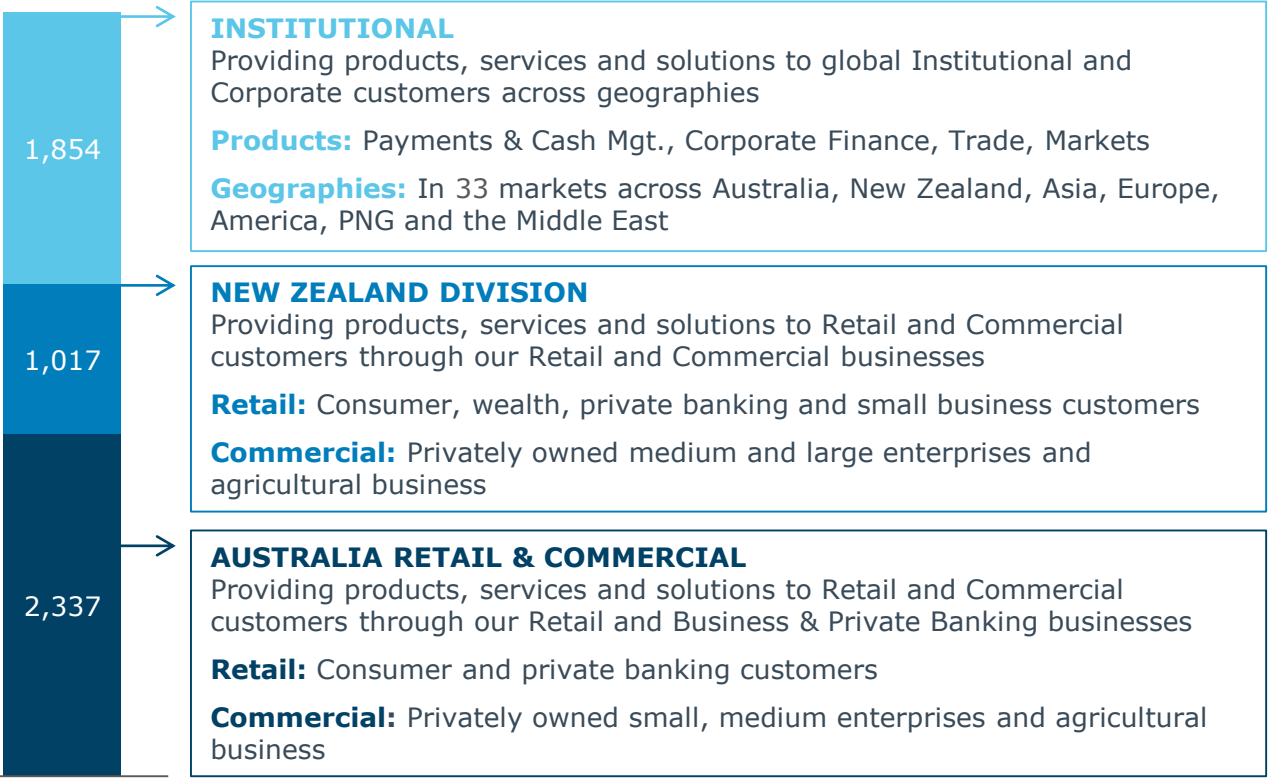 1,854
INSTITUTIONAL
Providing products, services and solutions to global Institutional and
Corporate customers across geographies
Products: Payments & Cash Mgt., Corporate Finance, Trade, Markets
Geographies: In 33 markets across Australia, New Zealand, Asia, Europe,
America, PNG and the Middle East
1,017
NEW ZEALAND DIVISION
Providing products, services and solutions to Retail and Commercial
customers through our Retail and Commercial businesses
Retail: Consumer, wealth, private banking and small business customers
Commercial: Privately owned medium and large enterprises and
agricultural business
2,337
AUSTRALIA RETAIL & COMMERCIAL
Providing products, services and solutions to Retail and Commercial
customers through our Retail and Business & Private Banking businesses
Retail: Consumer and private banking customers
Commercial: Privately owned small, medium enterprises and agricultural
business